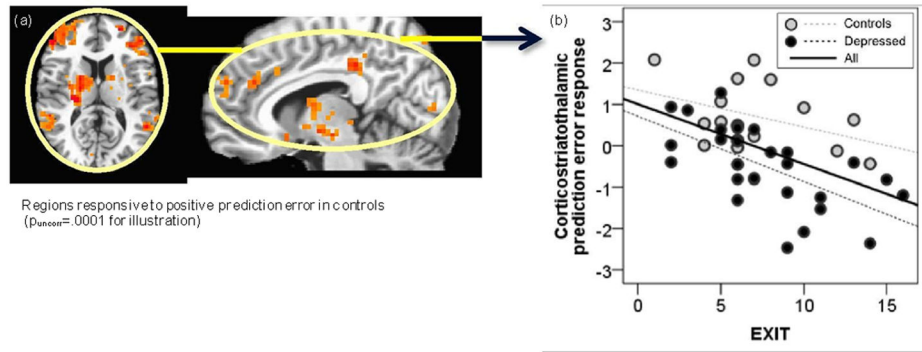 (a)
Regions responsive to positive prediction error in controls
(puncorr=.0001 for illustration)
(b)
Controls
Depressed
All
Corticostriatothalamic
prediction error response
3
2
1
0
-1
-2
-3
0 5 10 15
EXIT